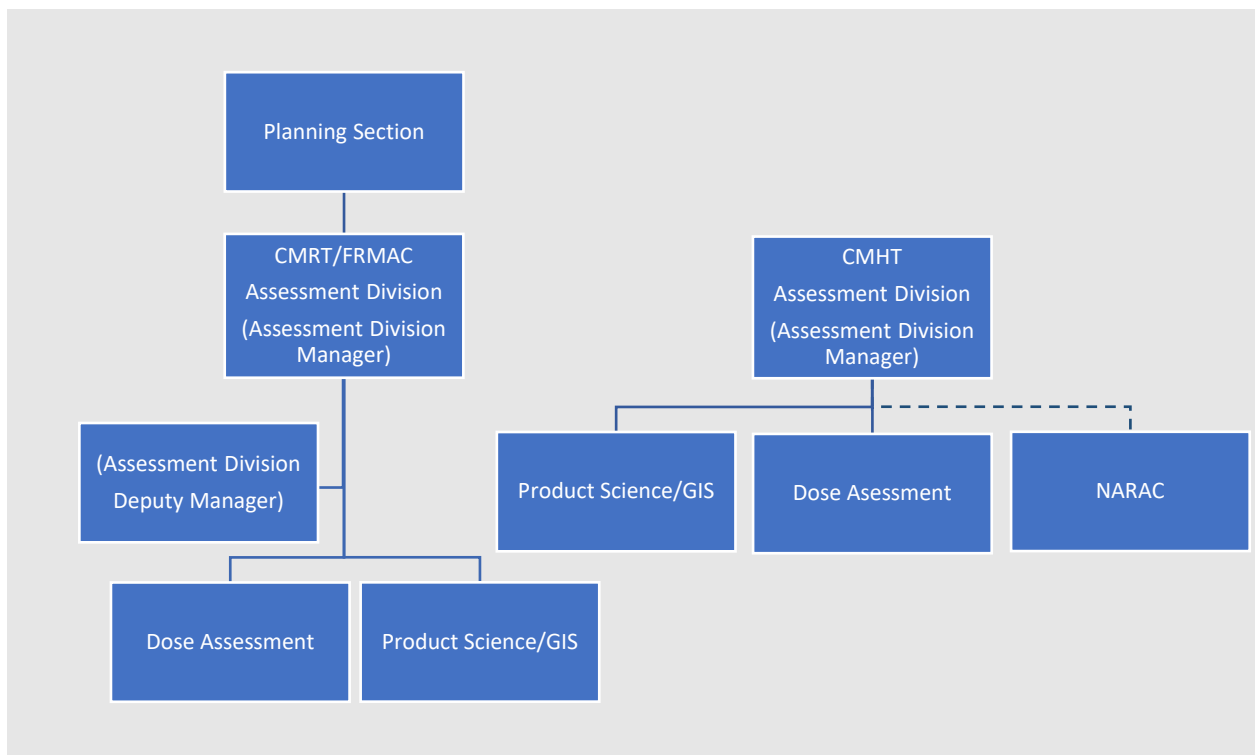 Planning Section
CMRT/FRMAC
Assessment Division
(Assessment Division
Manager)
CMHT
Assessment Division
(Assessment Division
Manager)
(Assessment Division
Deputy Manager)
Product Science/GIS
Dose Asessment
NARAC
Dose Assessment
Product Science/GIS